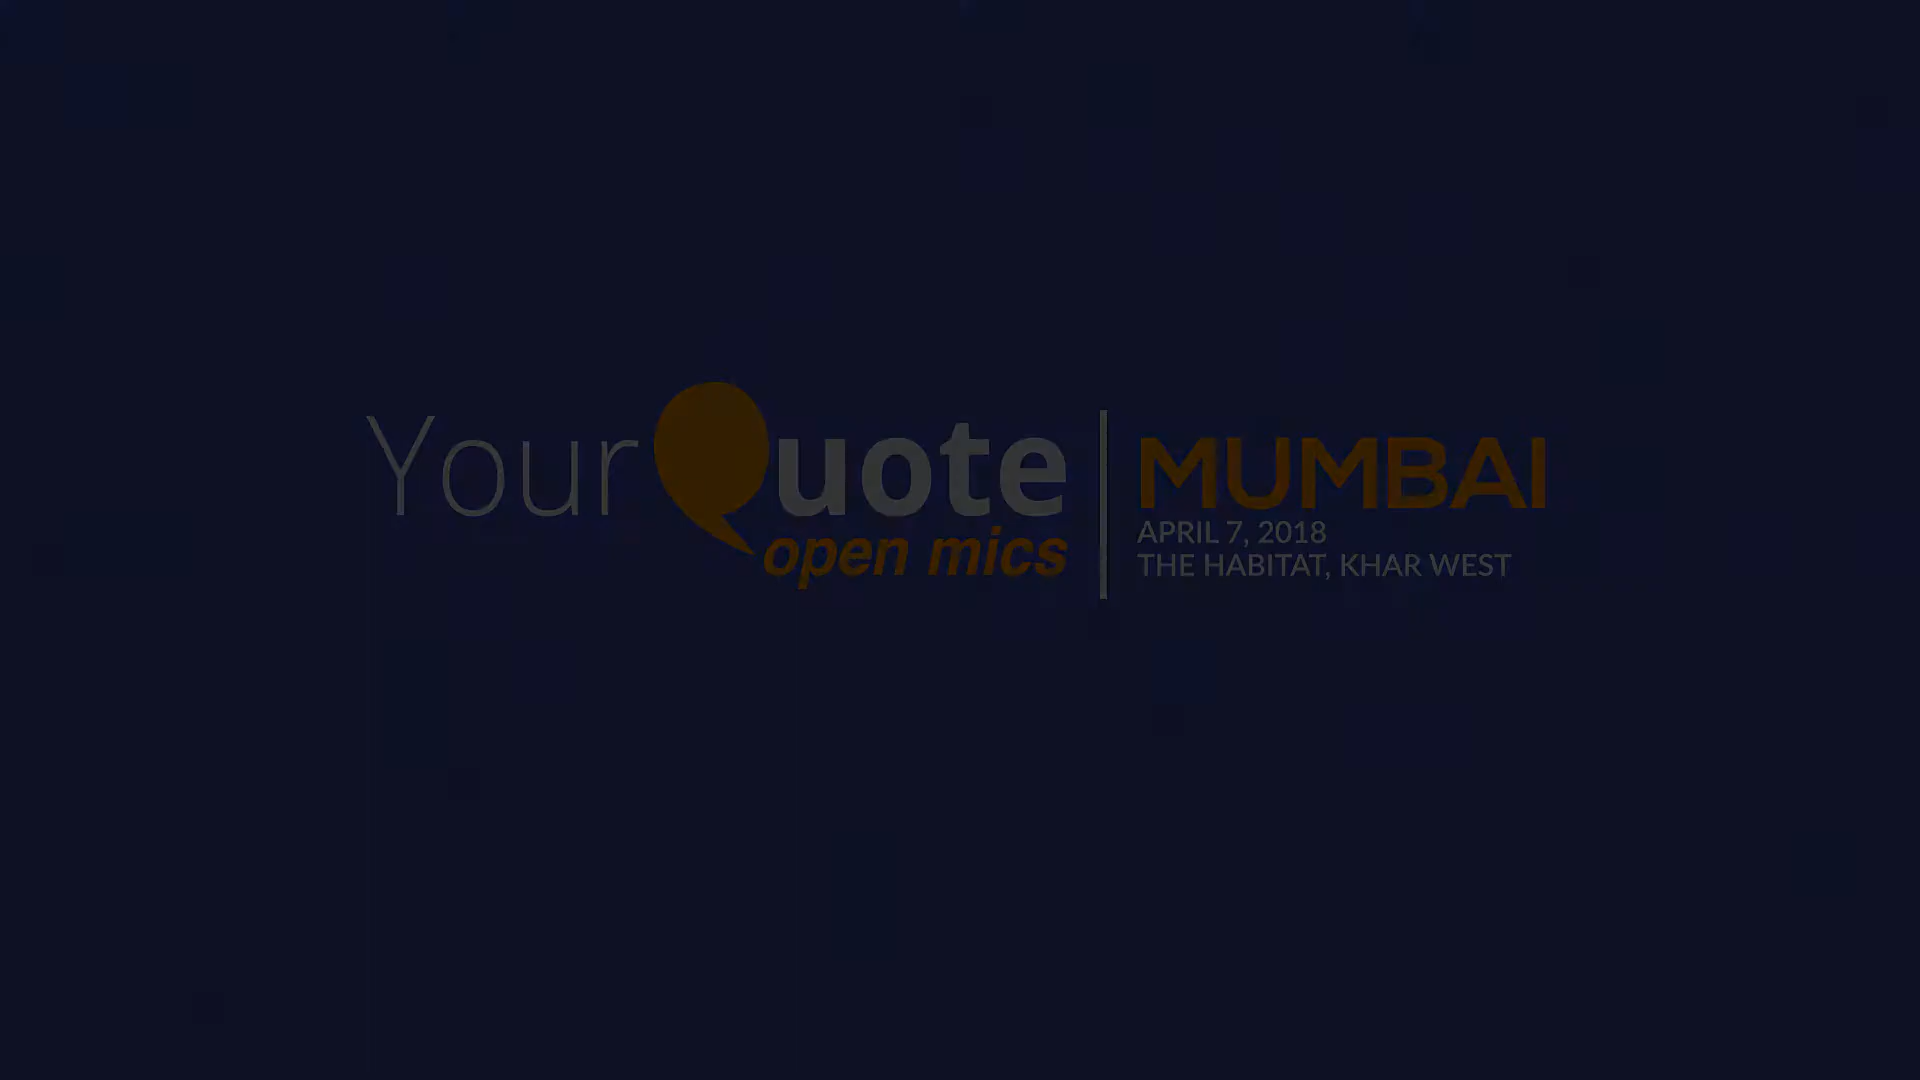 YourQuote
open mics
MUMBAI
APRIL 7, 2018
THE HABITAT, KHAR WEST